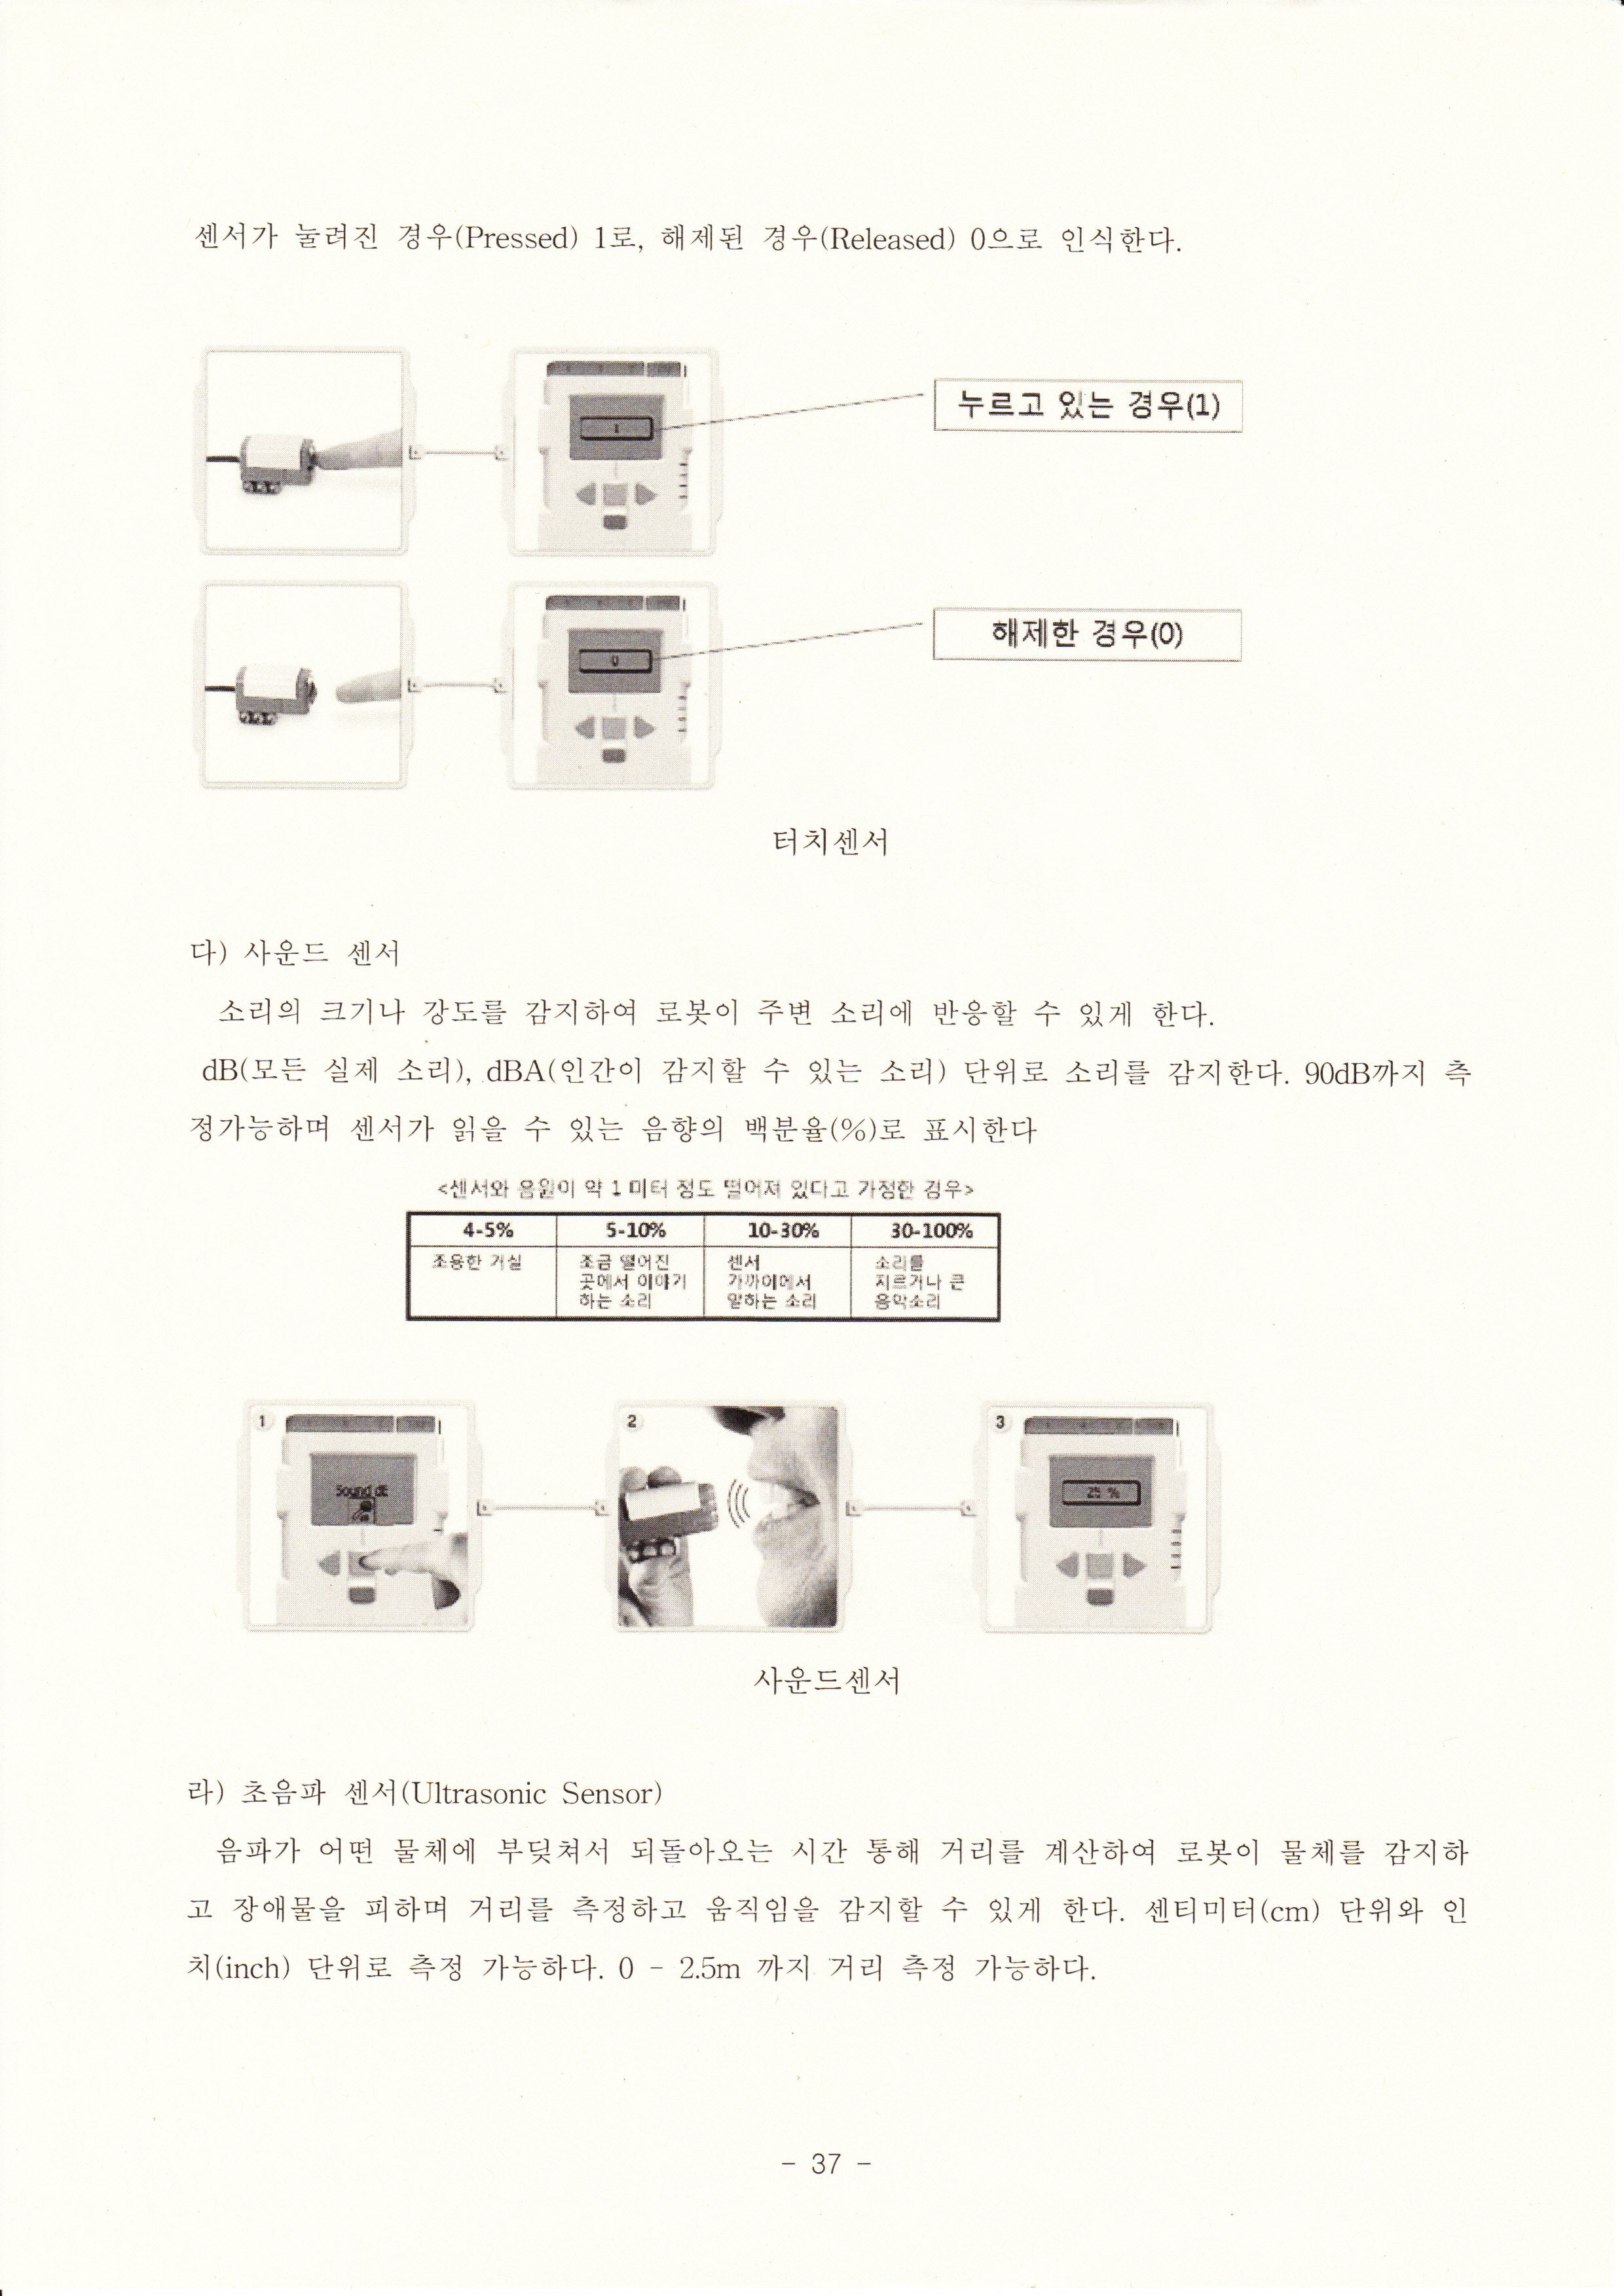 센서가 눌려진 경우(Pressed) 1로, 해제된 경우(Released) 0으로 인식한다.
1
누르고 있는 경우(1)
0
해제한 경우(0)
터치센서
다) 사운드 센서
소리의 크기나 강도를 감지하여 로봇이 주변 소리에 반응할 수 있게 한다.
dB(모든 실제 소리), dBA(인간이 감지할 수 있는 소리) 단위로 소리를 감지한다. 90dB까지 측
정가능하며 센서가 읽을 수 있는 음향의 백분율(%)로 표시한다
<센서와 음원이 약 1 미터 정도 떨어져 있다고 가정한 경우>
4-5% 5-10% 10-30% 30-100%
조용한 거실 조금 떨어진 센서 소리를
곳에서 이야기 가까이에서 지르거나 큰
하는 소리 말하는 소리 음악소리
1 2 3
Sound dB
25 %
사운드센서
라) 초음파 센서(Ultrasonic Sensor)
음파가 어떤 물체에 부딪쳐서 되돌아오는 시간 통해 거리를 계산하여 로봇이 물체를 감지하
고 장애물을 피하며 거리를 측정하고 움직임을 감지할 수 있게 한다. 센티미터(cm) 단위와 인
치(inch) 단위로 측정 가능하다. 0 - 2.5m 까지 거리 측정 가능하다.
- 37 -